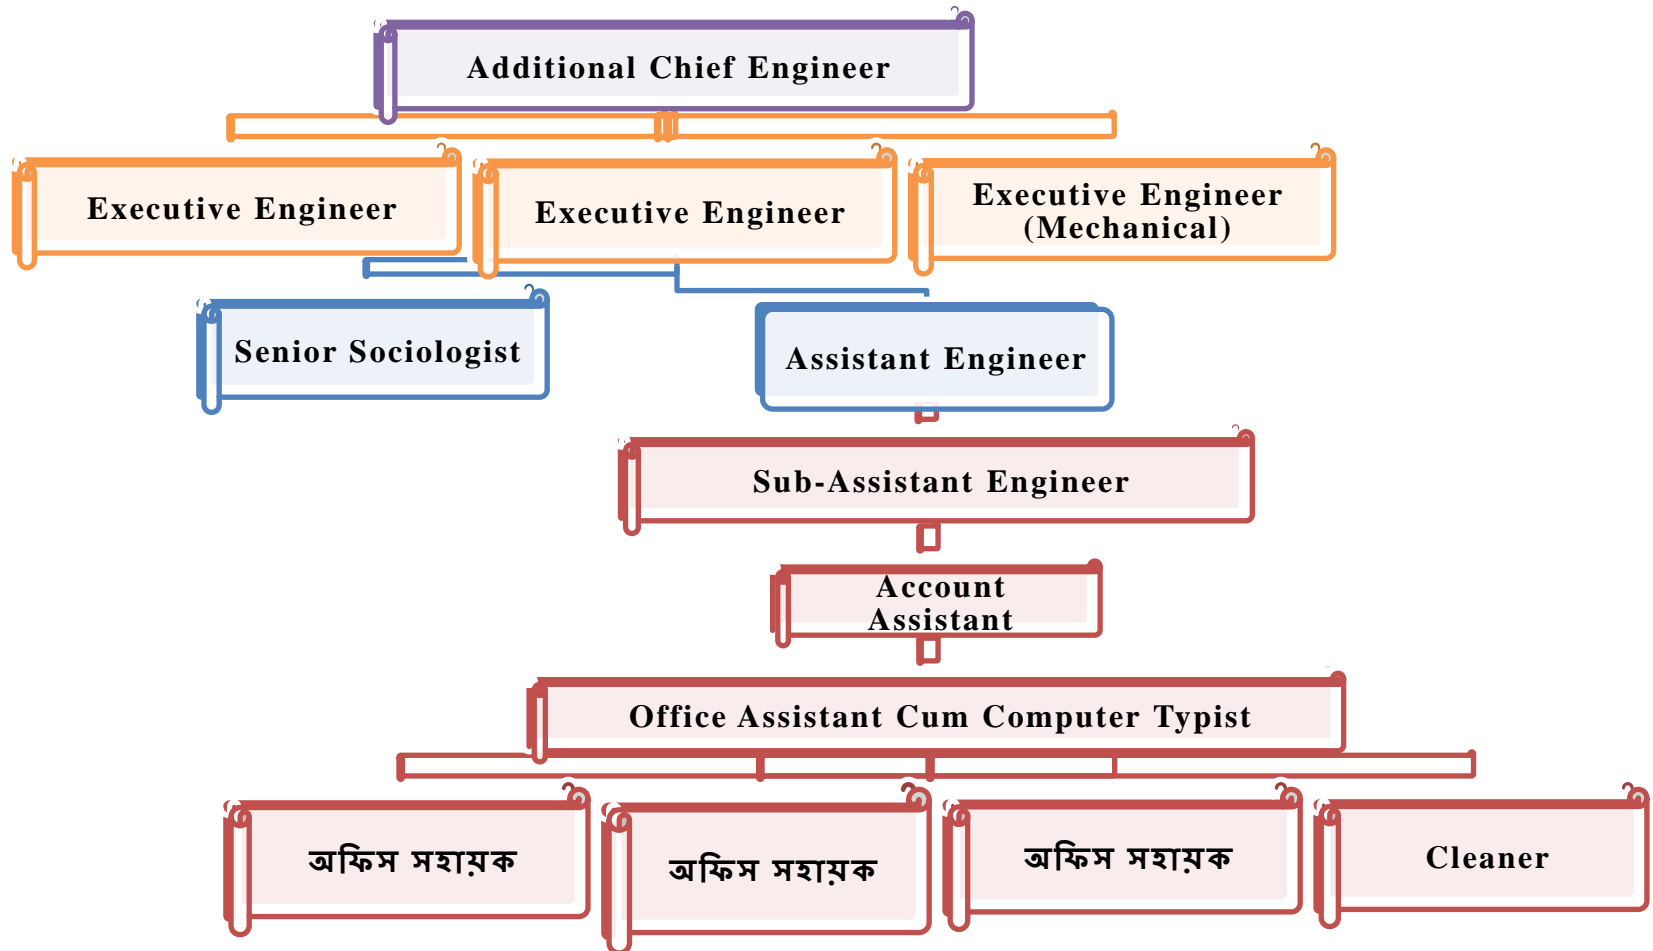 Additional Chief Engineer
Executive Engineer
Executive Engineer
Executive Engineer
(Mechanical)
Senior Sociologist
Assistant Engineer
Sub-Assistant Engineer
Account
Assistant
Office Assistant Cum Computer Typist
অফিস সহায়ক
অফিস সহায়ক
অফিস সহায়ক
Cleaner